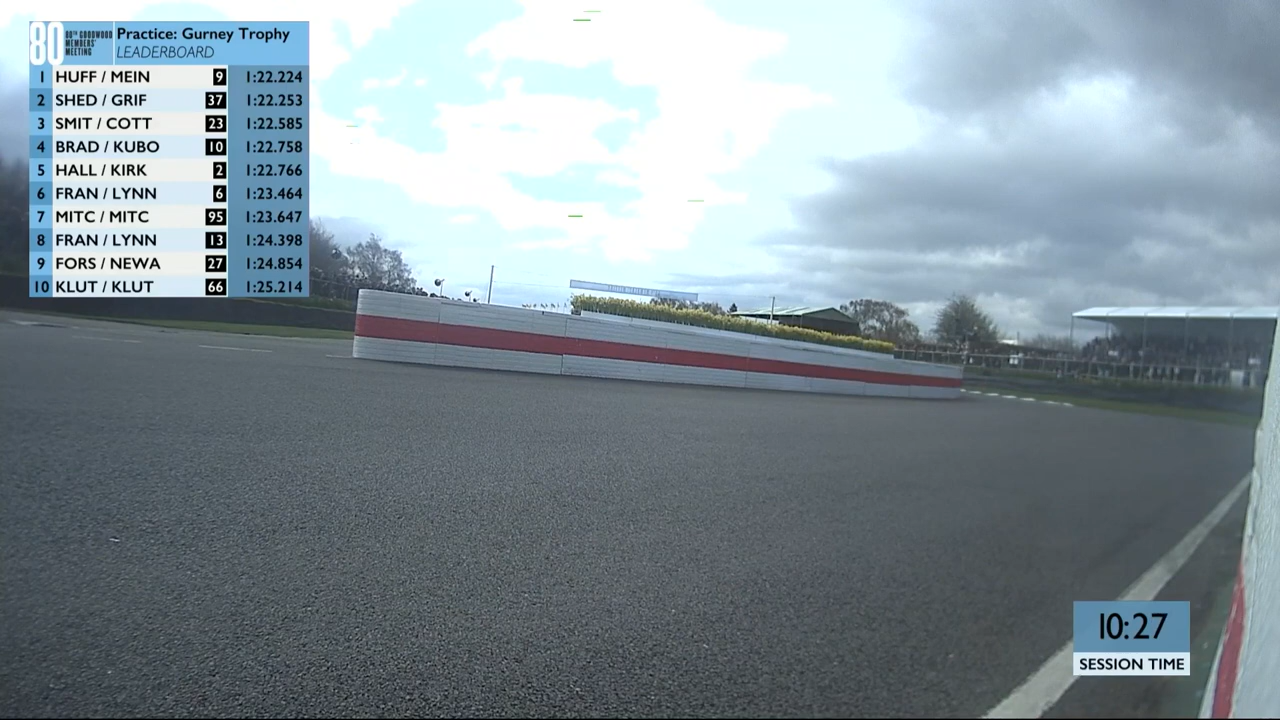 80
80TH GOODWOOD
MEMBERS'
MEETING
Practice: Gurney Trophy
LEADERBOARD
1 HUFF / MEIN 9 1:22.224
2 SHED / GRIF 37 1:22.253
3 SMIT / COTT 23 1:22.585
4 BRAD / KUBO 10 1:22.758
5 HALL / KIRK 2 1:22.766
6 FRAN / LYNN 6 1:23.464
7 MITC / MITC 95 1:23.647
8 FRAN / LYNN 13 1:24.398
9 FORS / NEWA 27 1:24.854
10 KLUT / KLUT 66 1:25.214
10:27
SESSION TIME